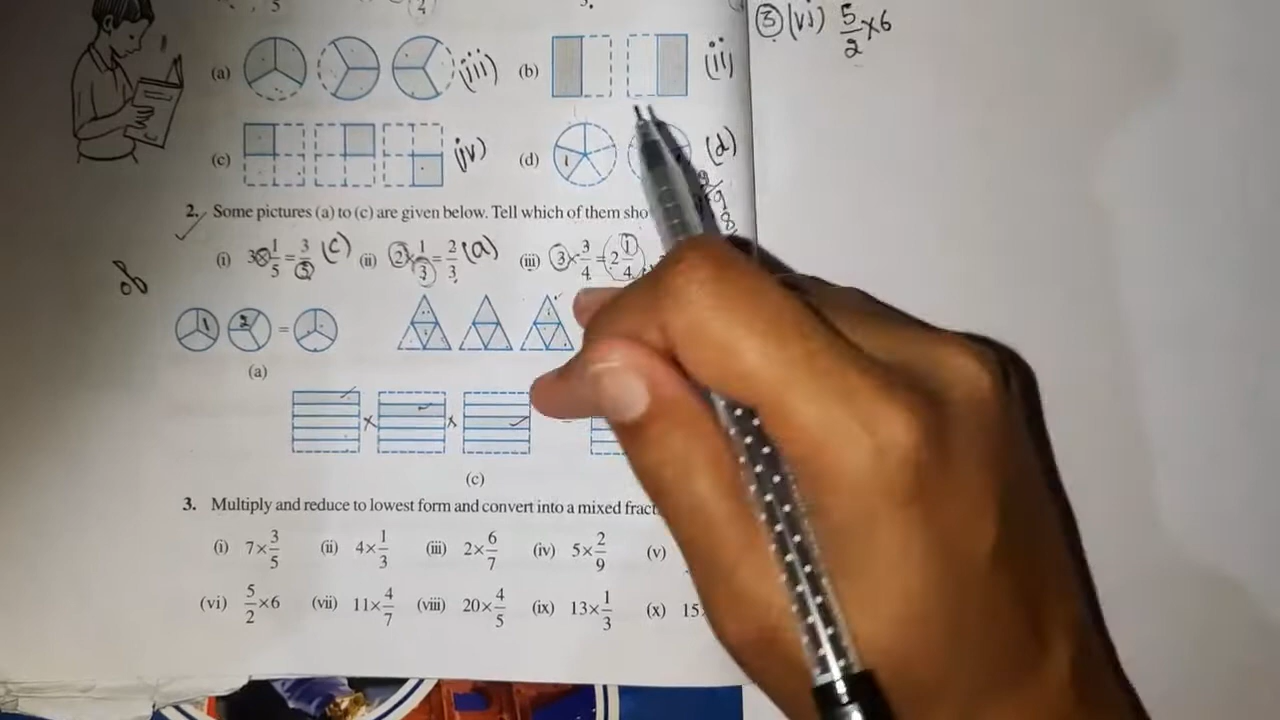 ③ (vi) 5/2 × 6
(a) (iii) (b) (ii)
(c) (iv) (d) (d)
2. Some pictures (a) to (c) are given below. Tell which of them sho
(i) 3 × 1/5 = 3/5 (c) (ii) 2 × 1/3 = 2/3 (a) (iii) 3 × 3/4 = 2 1/4
1 2 =
(a)
× ×
(c)
3. Multiply and reduce to lowest form and convert into a mixed fract
(i) 7 × 3/5 (ii) 4 × 1/3 (iii) 2 × 6/7 (iv) 5 × 2/9 (v)
(vi) 5/2 × 6 (vii) 11 × 4/7 (viii) 20 × 4/5 (ix) 13 × 1/3 (x) 15